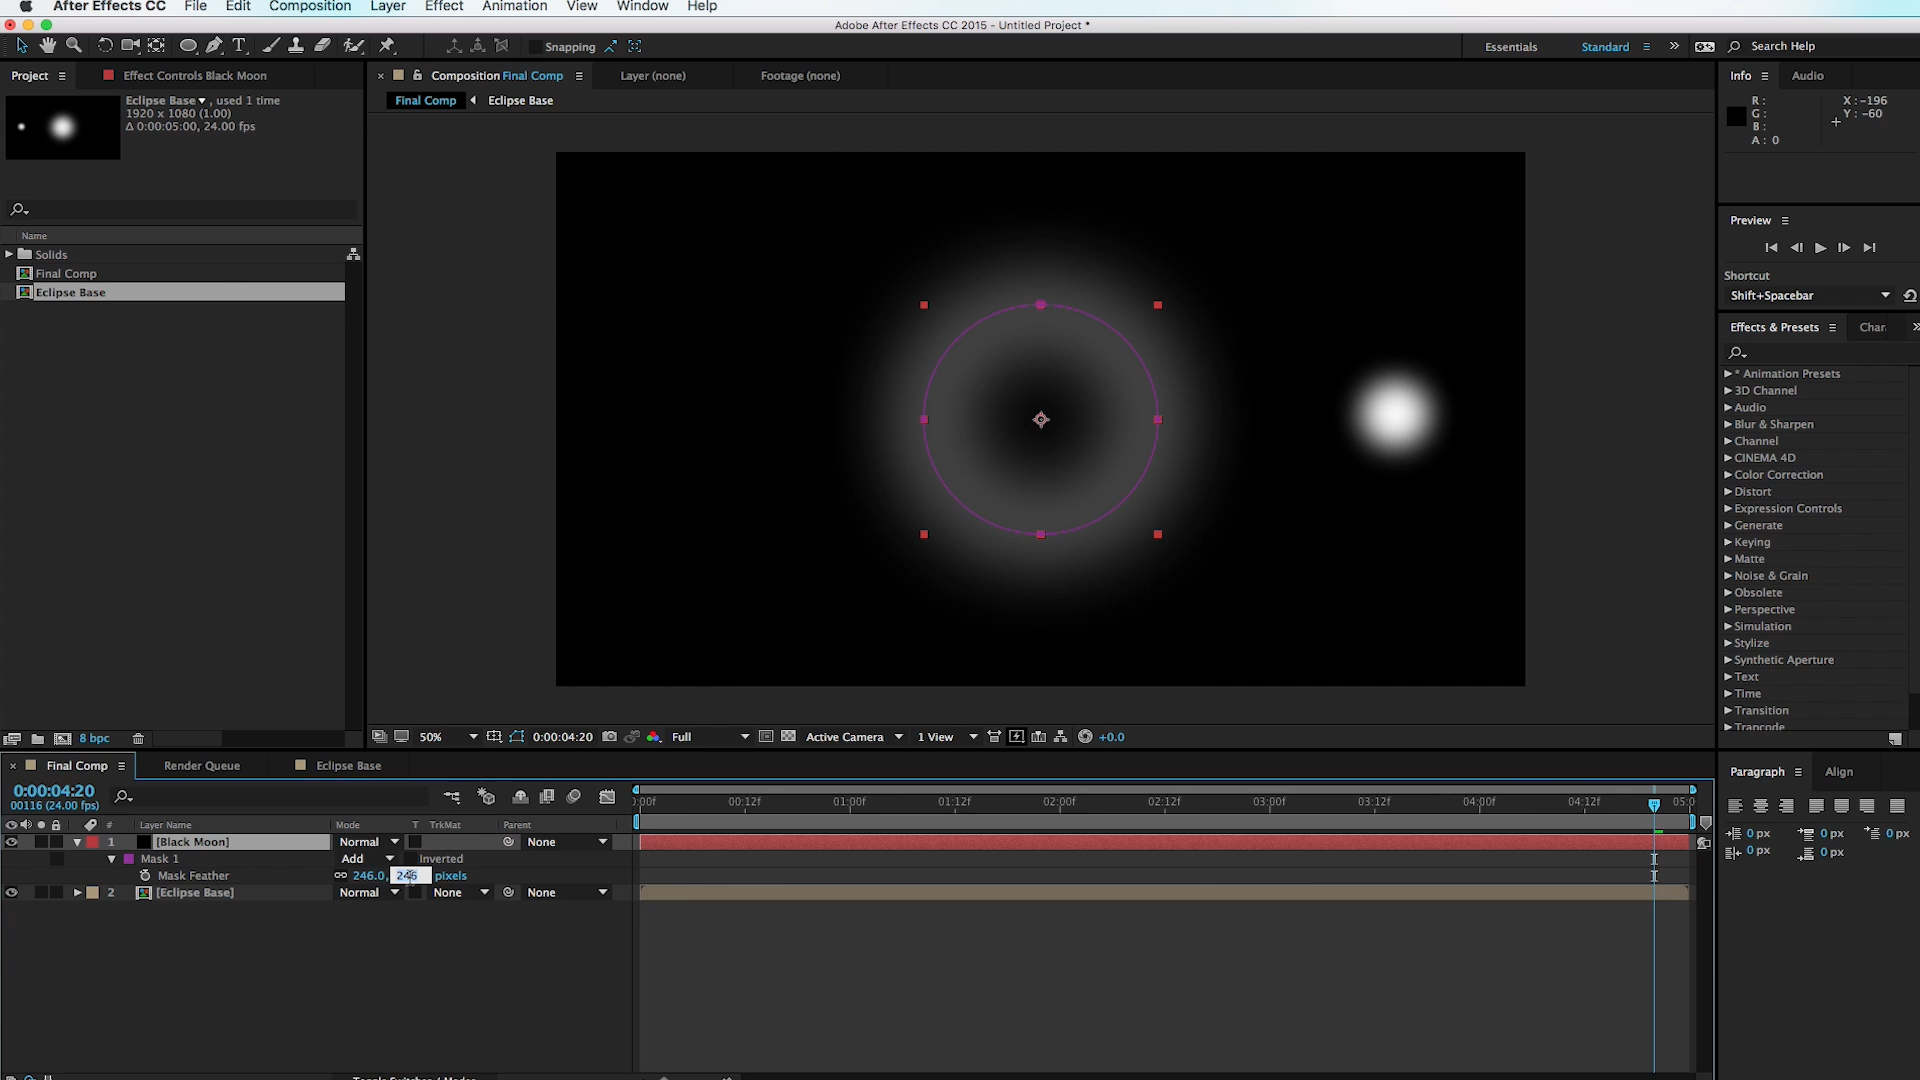 After Effects CC File Edit Composition Layer Effect Animation View Window Help
Adobe After Effects CC 2015 - Untitled Project *
T Snapping Essentials Standard Search Help
Project Effect Controls Black Moon
Composition Final Comp Layer (none) Footage (none)
Info Audio
Eclipse Base , used 1 time
1920 x 1080 (1.00)
Δ 0:00:05:00, 24.00 fps
Final Comp Eclipse Base
R:
G:
B:
A: 0
X: -196
Y: -60
Name
Solids
Final Comp
Eclipse Base
Preview
Shortcut
Shift+Spacebar
Effects & Presets Char
* Animation Presets
3D Channel
Audio
Blur & Sharpen
Channel
CINEMA 4D
Color Correction
Distort
Expression Controls
Generate
Keying
Matte
Noise & Grain
Obsolete
Perspective
Simulation
Stylize
Synthetic Aperture
Text
Time
Transition
Trapcode
8 bpc
50% 0:00:04:20 Full Active Camera 1 View +0.0
Final Comp Render Queue Eclipse Base
0:00:04:20
00116 (24.00 fps)
:00f 00:12f 01:00f 01:12f 02:00f 02:12f 03:00f 03:12f 04:00f 04:12f 05:0
# Layer Name Mode T TrkMat Parent
1 [Black Moon] Normal None
Mask 1 Add Inverted
Mask Feather 246.0, 246 pixels
2 [Eclipse Base] Normal None None
Paragraph Align
0 px 0 px 0 px
0 px 0 px